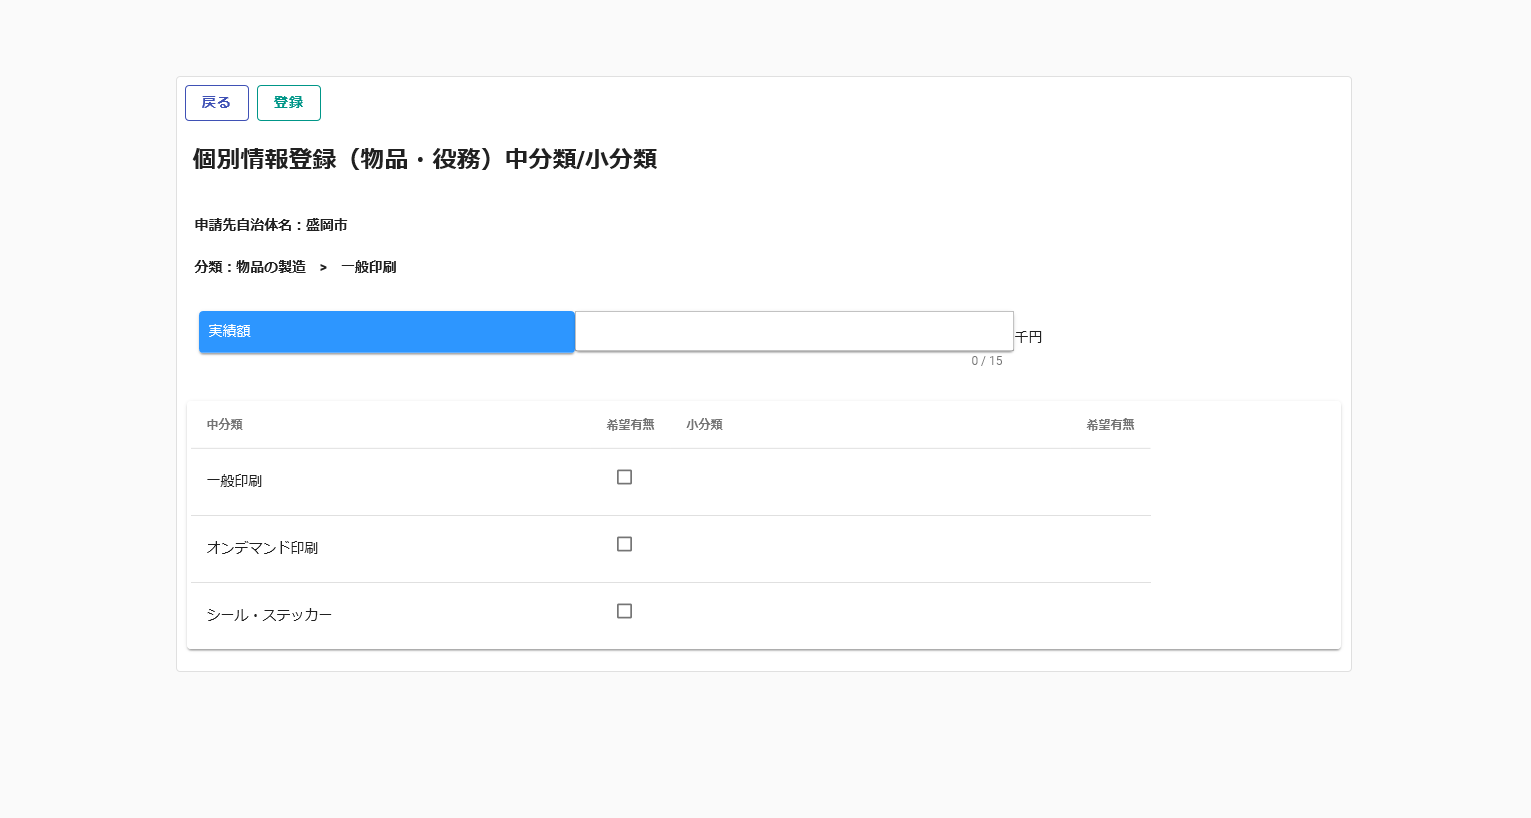 戻る 登録
個別情報登録（物品・役務）中分類/小分類
申請先自治体名：盛岡市
分類：物品の製造　>　一般印刷
実績額 千円
0 / 15
中分類 希望有無 小分類 希望有無
一般印刷
オンデマンド印刷
シール・ステッカー